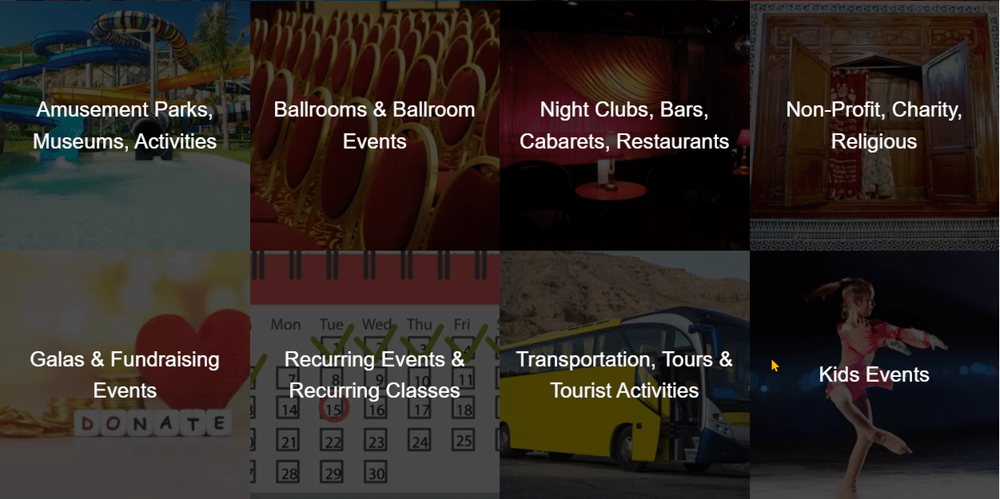 Amusement Parks,
Museums, Activities
Ballrooms & Ballroom
Events
Night Clubs, Bars,
Cabarets, Restaurants
Non-Profit, Charity,
Religious
Galas & Fundraising
Events
DONATE
Mon Tue Wed Thu Fri
Recurring Events &
Recurring Classes
7 8 9 10 11
14 15 16 17 18
21 22 23 24 25
28 29 30
Transportation, Tours &
Tourist Activities
Kids Events